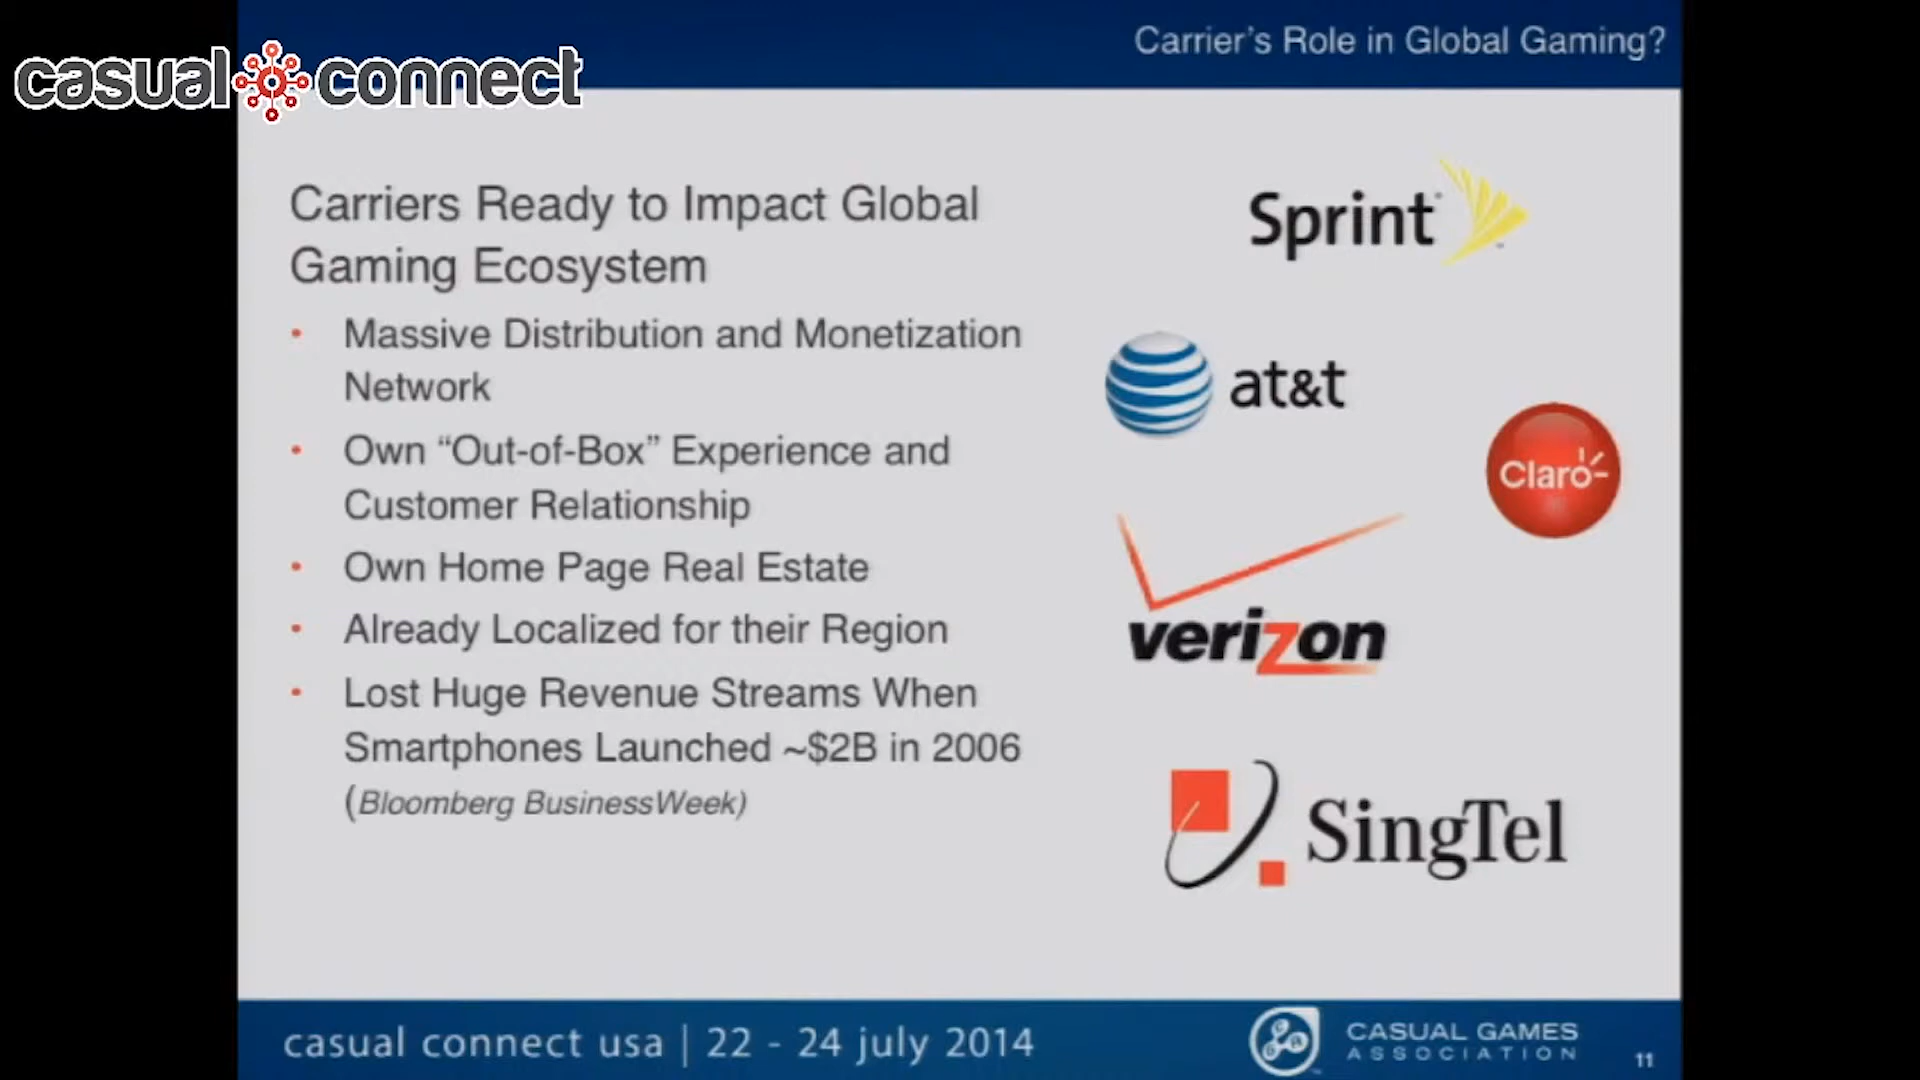 Carrier's Role in Global Gaming?
casual connect
Carriers Ready to Impact Global
Gaming Ecosystem
• Massive Distribution and Monetization
Network
• Own “Out-of-Box” Experience and
Customer Relationship
• Own Home Page Real Estate
• Already Localized for their Region
• Lost Huge Revenue Streams When
Smartphones Launched ~$2B in 2006
(Bloomberg BusinessWeek)
Sprint
at&t
Claro
verizon
SingTel
casual connect usa | 22 - 24 july 2014
CASUAL GAMES
ASSOCIATION
11